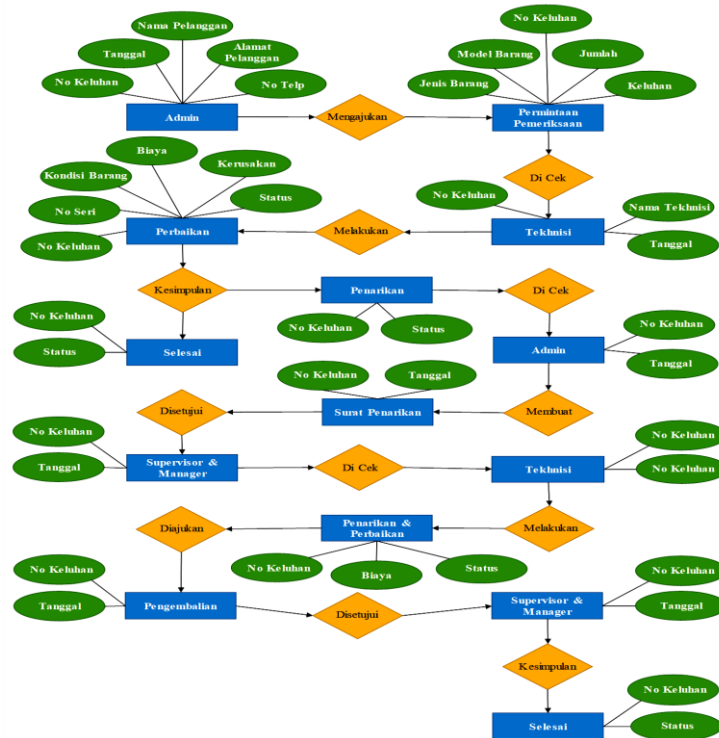 Nama Pelanggan
No Keluhan
Tanggal
Alamat
Pelanggan
Model Barang
Jumlah
No Keluhan
No Telp
Jenis Barang
Keluhan
Admin
Mengajukan
Permintaan
Pemeriksaan
Biaya
Kondisi Barang
Kerusakan
Di Cek
No Seri
Status
No Keluhan
Nama Tekhnisi
No Keluhan
Perbaikan
Melakukan
Tekhnisi
Tanggal
Kesimpulan
Penarikan
Di Cek
No Keluhan
Status
No Keluhan
Status
Selesai
No Keluhan
Admin
Tanggal
No Keluhan
Tanggal
Disetujui
Surat Penarikan
Membuat
No Keluhan
Tanggal
Supervisor &
Manager
Di Cek
Tekhnisi
No Keluhan
No Keluhan
Diajukan
Penarikan &
Perbaikan
Melakukan
No Keluhan
Biaya
Status
No Keluhan
Tanggal
Pengembalian
Disetujui
Supervisor &
Manager
No Keluhan
Tanggal
Kesimpulan
No Keluhan
Selesai
Status